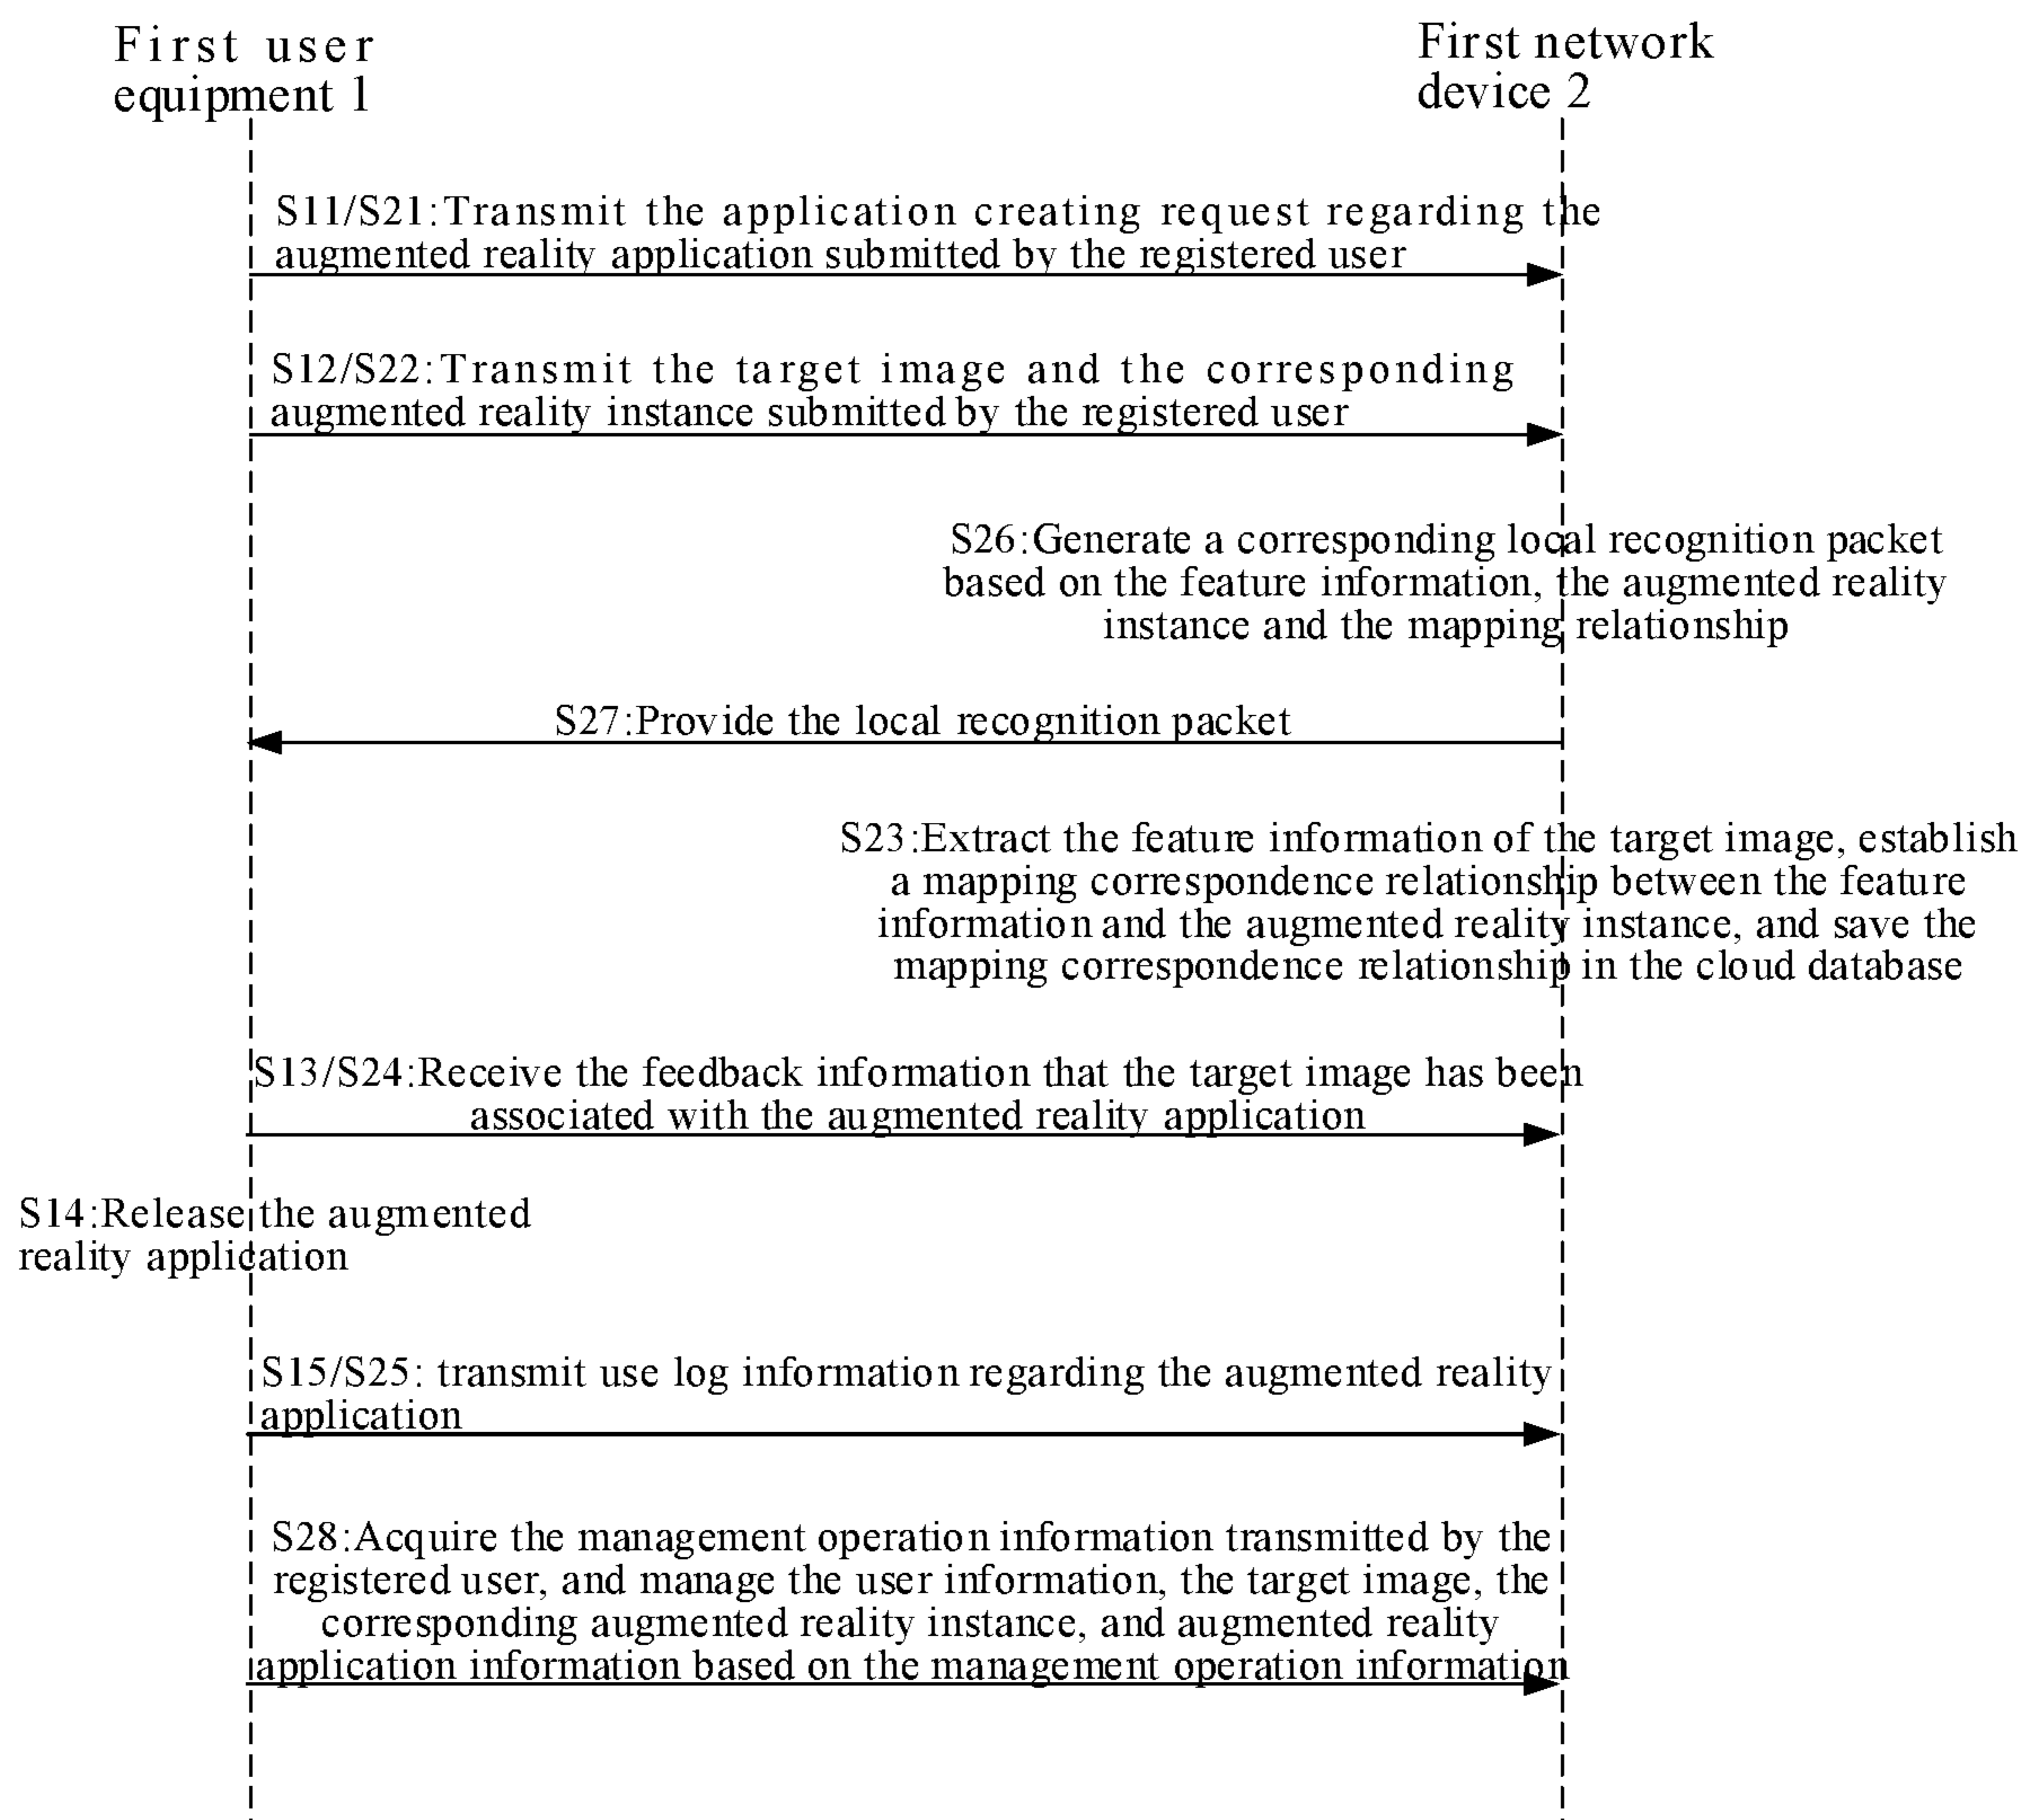 First user
equipment 1
First network
device 2
S11/S21:Transmit the application creating request regarding the
augmented reality application submitted by the registered user
S12/S22:Transmit the target image and the corresponding
augmented reality instance submitted by the registered user
S26:Generate a corresponding local recognition packet
based on the feature information, the augmented reality
instance and the mapping relationship
S27:Provide the local recognition packet
S23:Extract the feature information of the target image, establish
a mapping correspondence relationship between the feature
information and the augmented reality instance, and save the
mapping correspondence relationship in the cloud database
S13/S24:Receive the feedback information that the target image has been
associated with the augmented reality application
S14:Release the augmented
reality application
S15/S25: transmit use log information regarding the augmented reality
application
S28:Acquire the management operation information transmitted by the
registered user, and manage the user information, the target image, the
corresponding augmented reality instance, and augmented reality
application information based on the management operation information